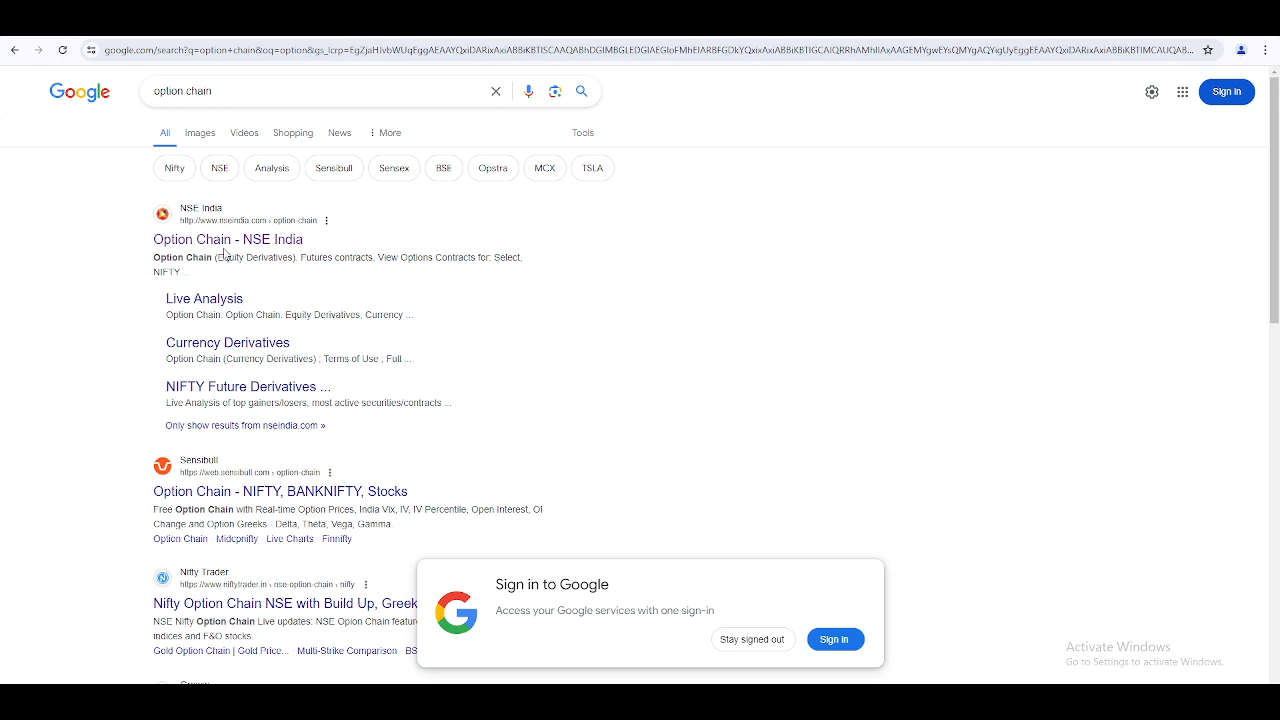 google.com/search?q=option+chain&oq=option&gs_lcrp=
Google
option chain
Sign in
All Images Videos Shopping News More Tools
Nifty NSE Analysis Sensibull Sensex BSE Opstra MCX TSLA
NSE India
http://www.nseindia.com › option-chain
Option Chain - NSE India
Option Chain (Equity Derivatives). Futures contracts. View Options Contracts for: Select,
NIFTY ...
Live Analysis
Option Chain. Option Chain. Equity Derivatives; Currency ...
Currency Derivatives
Option Chain (Currency Derivatives) ; Terms of Use ; Full ...
NIFTY Future Derivatives ...
Live Analysis of top gainers/losers, most active securities/contracts ...
Only show results from nseindia.com »
Sensibull
https://web.sensibull.com › option-chain
Option Chain - NIFTY, BANKNIFTY, Stocks
Free Option Chain with Real-time Option Prices, India Vix, IV, IV Percentile, Open Interest, OI
Change and Option Greeks - Delta, Theta, Vega, Gamma.
Option Chain · Midcpnifty · Live Charts · Finnifty
Nifty Trader
https://www.niftytrader.in › nse-option-chain › nifty
Nifty Option Chain NSE with Build Up, Greek
NSE Nifty Option Chain Live updates: NSE Opion Chain featur
indices and F&O stocks.
Gold Option Chain | Gold Price... · Multi-Strike Comparison · BS
Sign in to Google
Access your Google services with one sign-in
Stay signed out
Sign in
Activate Windows
Go to Settings to activate Windows.